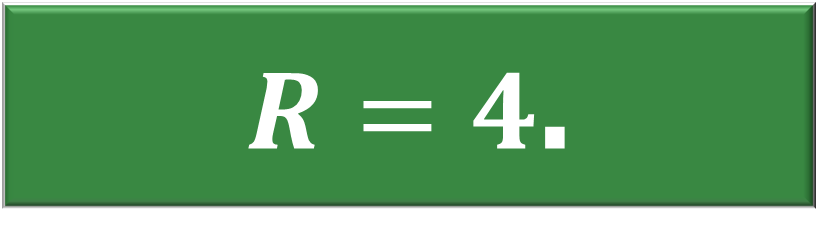 R = 4.